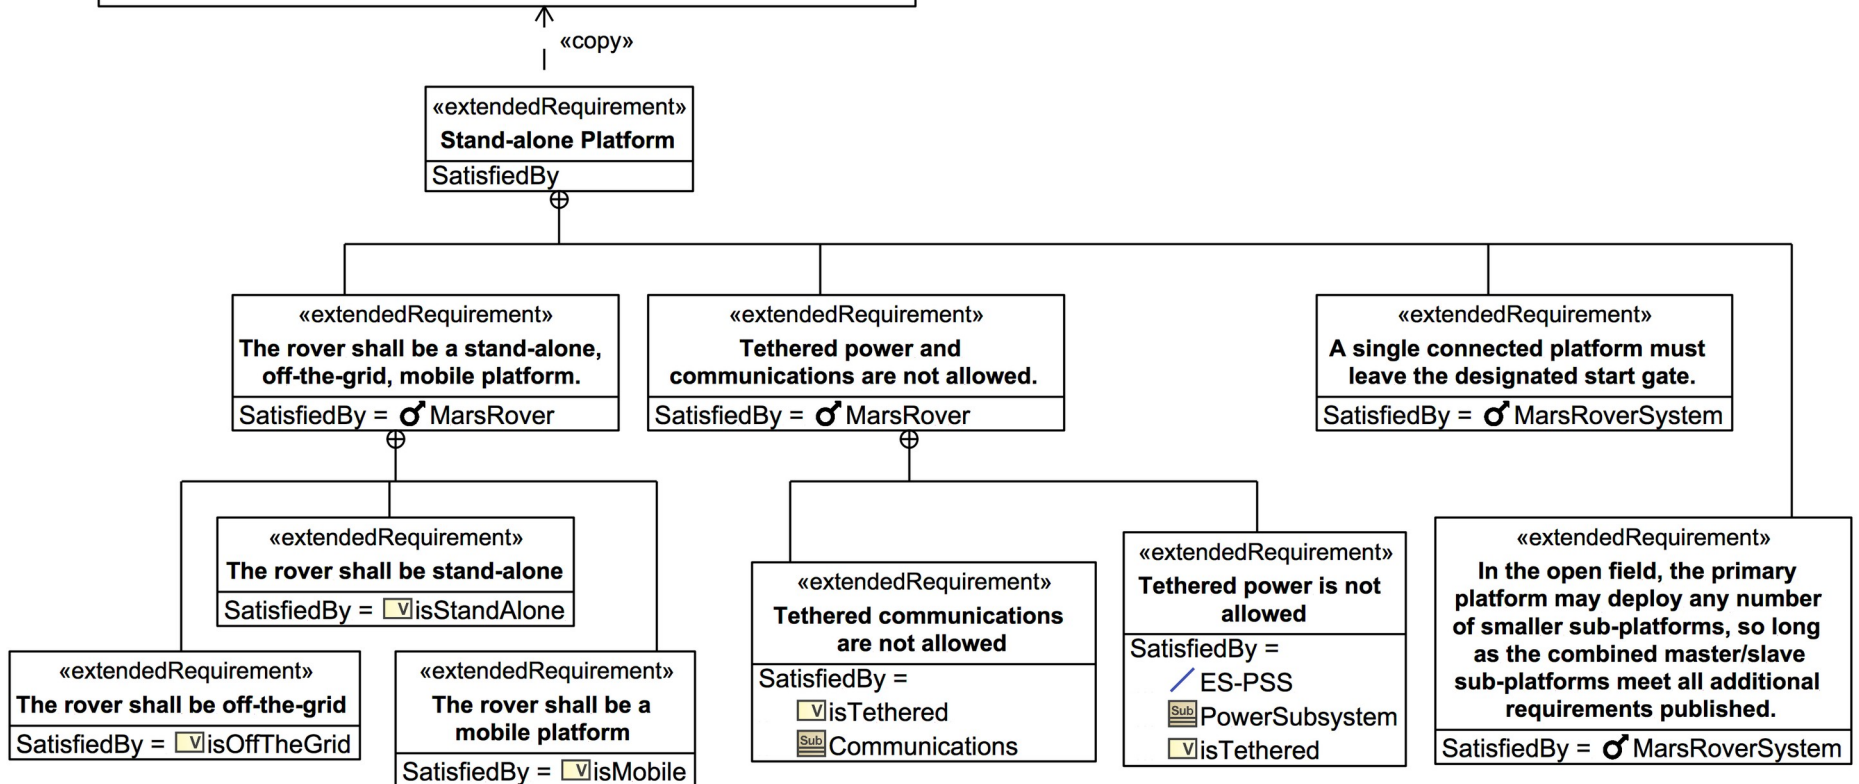 «copy»
«extendedRequirement»
Stand-alone Platform
SatisfiedBy
«extendedRequirement»
The rover shall be a stand-alone,
off-the-grid, mobile platform.
SatisfiedBy = MarsRover
«extendedRequirement»
Tethered power and
communications are not allowed.
SatisfiedBy = MarsRover
«extendedRequirement»
A single connected platform must
leave the designated start gate.
SatisfiedBy = MarsRoverSystem
«extendedRequirement»
The rover shall be stand-alone
SatisfiedBy = V isStandAlone
«extendedRequirement»
The rover shall be off-the-grid
SatisfiedBy = V isOffTheGrid
«extendedRequirement»
The rover shall be a
mobile platform
SatisfiedBy = V isMobile
«extendedRequirement»
Tethered communications
are not allowed
SatisfiedBy =
V isTethered
Sub Communications
«extendedRequirement»
Tethered power is not
allowed
SatisfiedBy =
ES-PSS
Sub PowerSubsystem
V isTethered
«extendedRequirement»
In the open field, the primary
platform may deploy any number
of smaller sub-platforms, so long
as the combined master/slave
sub-platforms meet all additional
requirements published.
SatisfiedBy = MarsRoverSystem